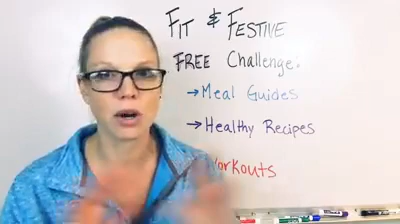 FIT & FESTIVE
FREE Challenge:
→ Meal Guides
→ Healthy Recipes
Workouts